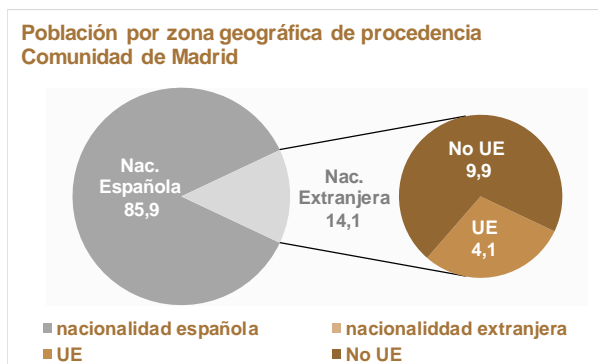 Población por zona geográfica de procedencia
Comunidad de Madrid
Nac.
Española
85,9
Nac.
Extranjera
14,1
No UE
9,9
UE
4,1
nacionalidad española
nacionaliddad extranjera
UE
No UE